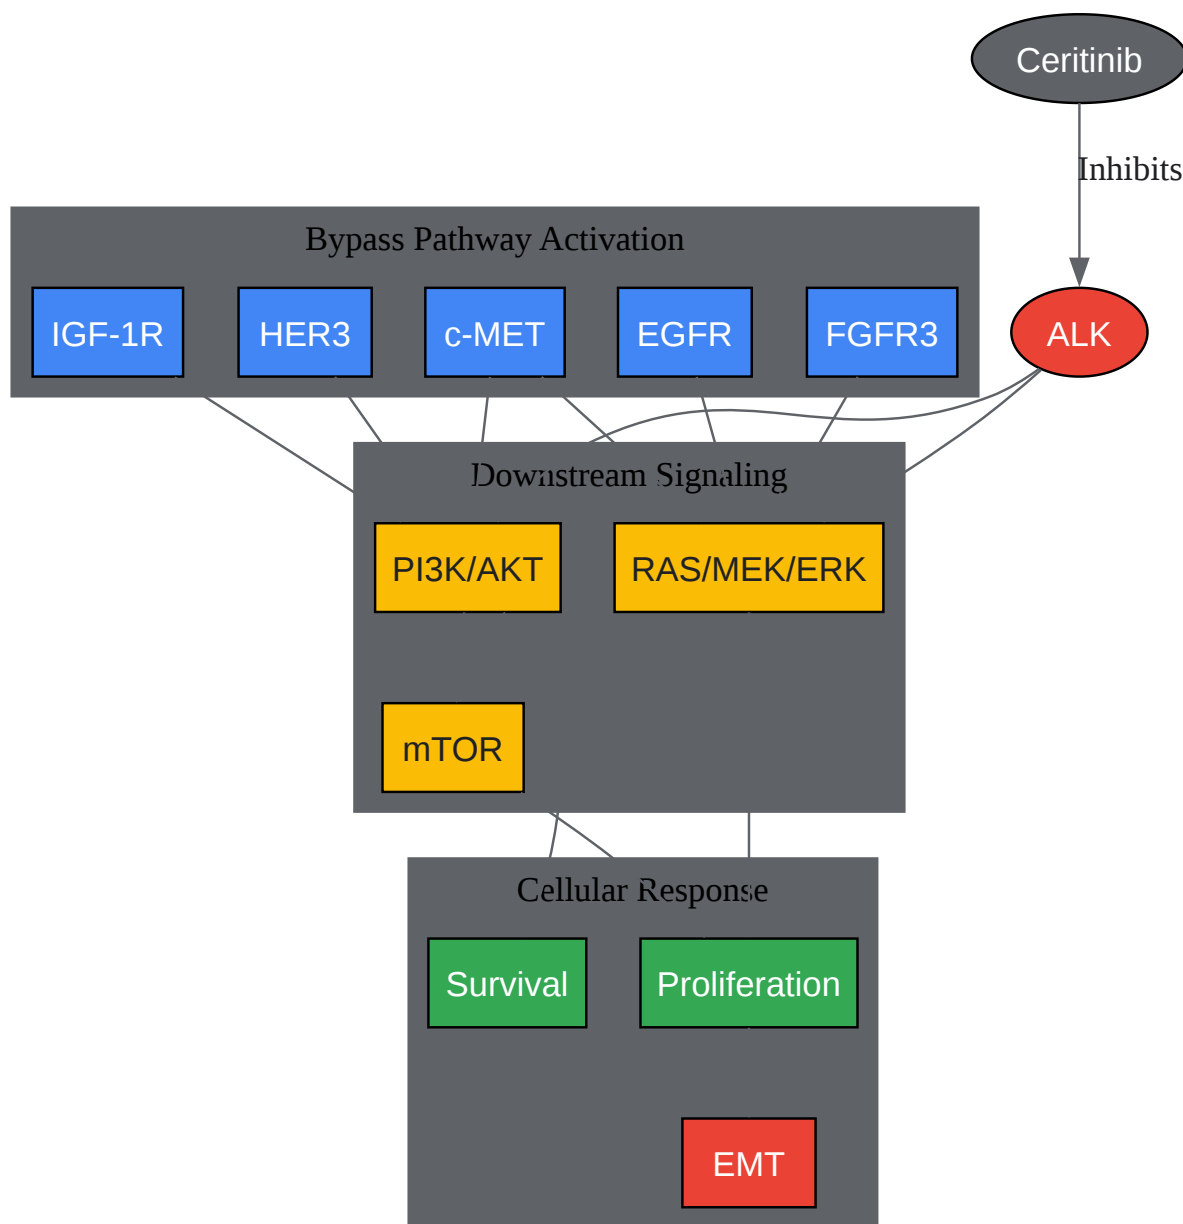 Ceritinib
Inhibits
Bypass Pathway Activation
IGF-1R
HER3
c-MET
EGFR
FGFR3
ALK
Downstream Signaling
PI3K/AKT
RAS/MEK/ERK
mTOR
Cellular Response
Survival
Proliferation
EMT